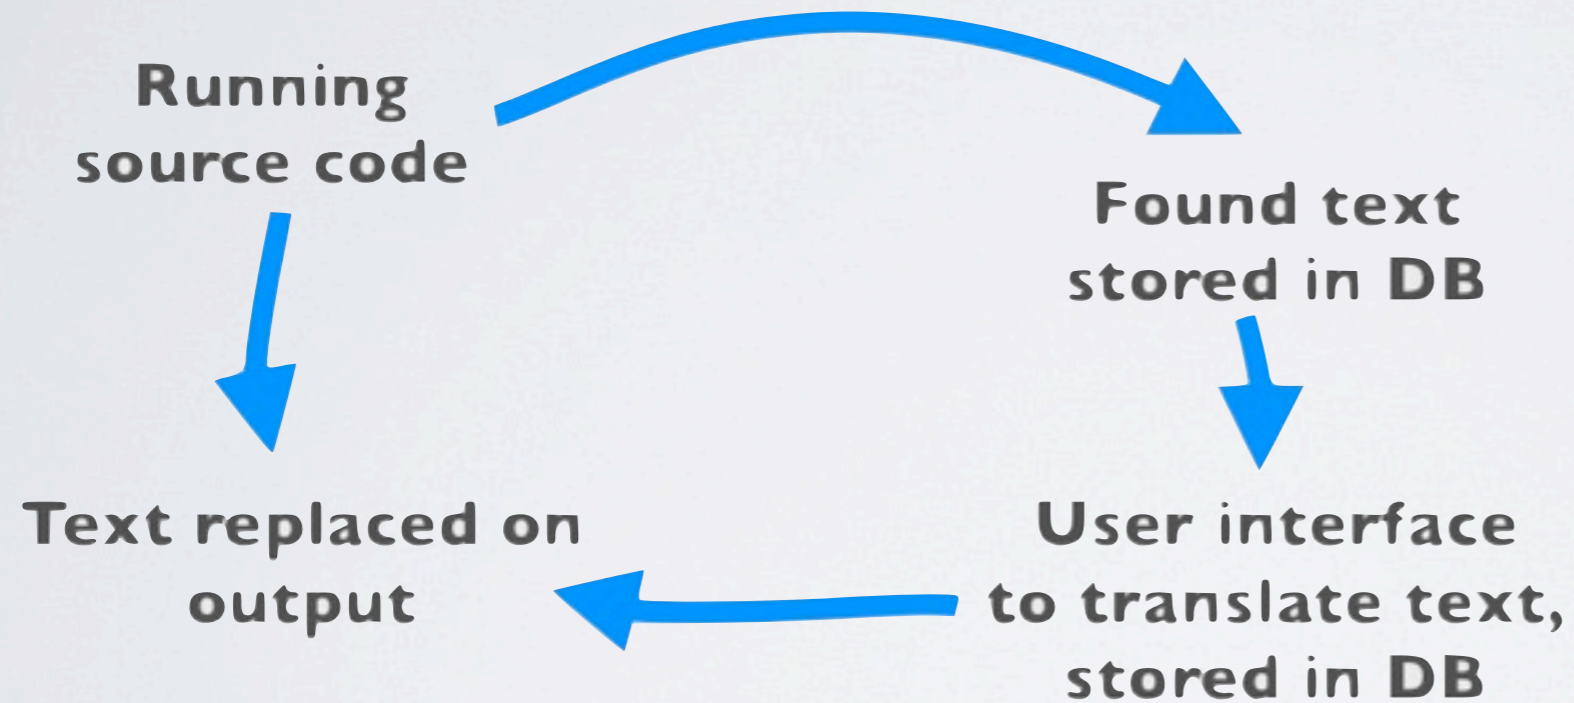 Running
source code
Found text
stored in DB
Text replaced on
output
User interface
to translate text,
stored in DB